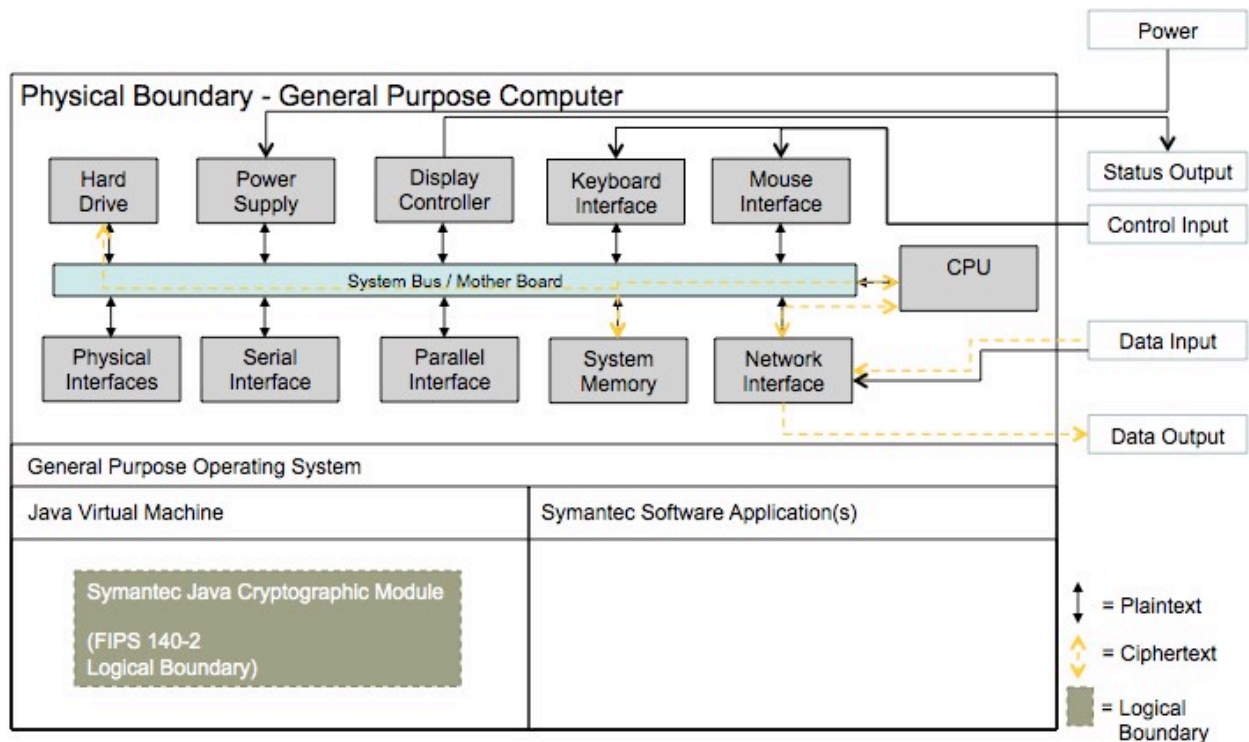 Power
Physical Boundary - General Purpose Computer
Hard
Drive
Power
Supply
Display
Controller
Keyboard
Interface
Mouse
Interface
Status Output
Control Input
CPU
System Bus / Mother Board
Physical
Interfaces
Serial
Interface
Parallel
Interface
System
Memory
Network
Interface
Data Input
Data Output
General Purpose Operating System
Java Virtual Machine
Symantec Software Application(s)
Symantec Java Cryptographic Module
(FIPS 140-2
Logical Boundary)
= Plaintext
= Ciphertext
= Logical
Boundary